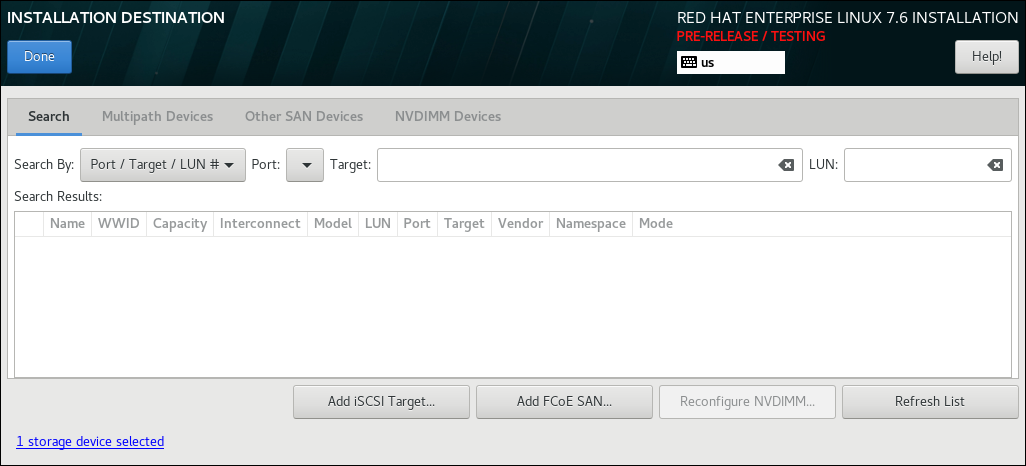 INSTALLATION DESTINATION
RED HAT ENTERPRISE LINUX 7.6 INSTALLATION
PRE-RELEASE / TESTING
Done
us
Help!
Search Multipath Devices Other SAN Devices NVDIMM Devices
Search By: Port / Target / LUN # Port: Target: LUN:
Search Results:
Name WWID Capacity Interconnect Model LUN Port Target Vendor Namespace Mode
Add iSCSI Target... Add FCoE SAN... Reconfigure NVDIMM... Refresh List
1 storage device selected